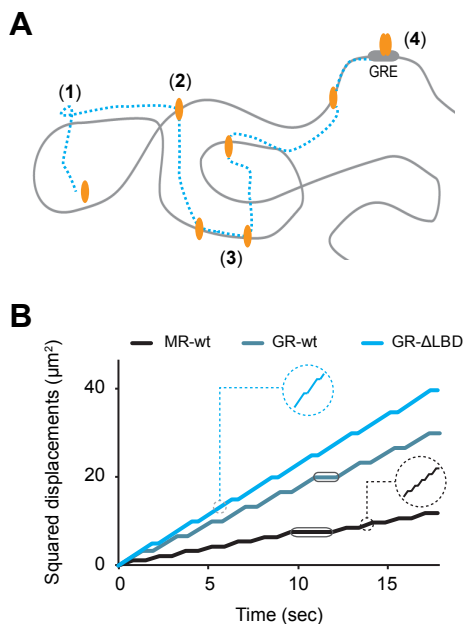 A
(1)
(2)
(3)
(4)
GRE
B
MR-wt GR-wt GR-ΔLBD
Squared displacements (μm²)
40
20
0
0 5 10 15
Time (sec)